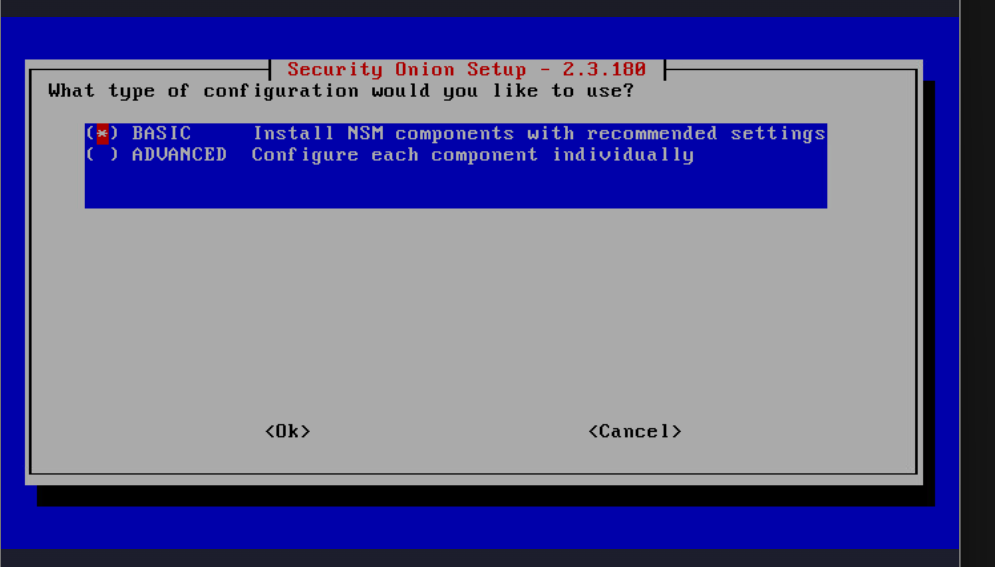 Security Onion Setup - 2.3.180
What type of configuration would you like to use?
(*) BASIC Install NSM components with recommended settings
( ) ADVANCED Configure each component individually
<Ok> <Cancel>